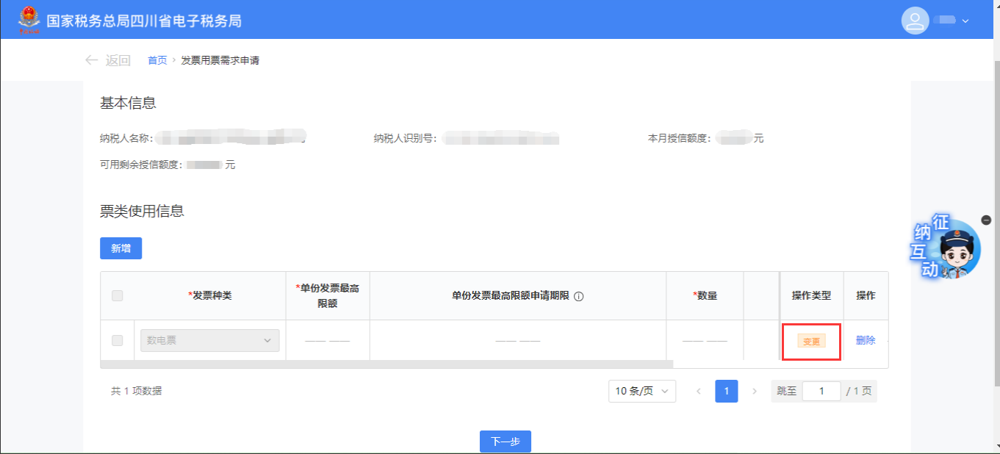 国家税务总局四川省电子税务局
返回 首页 > 发票用票需求申请
基本信息
纳税人名称: 纳税人识别号: 本月授信额度: 元
可用剩余授信额度: 元
票类使用信息
新增
*发票种类 *单份发票最高限额 单份发票最高限额申请期限 *数量 操作类型 操作
数电票 —— —— —— —— —— —— 变更 删除
共 1 项数据 10 条/页 < 1 > 跳至 1 / 1 页
下一步
征纳互动